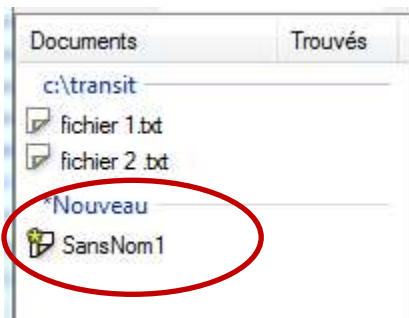 Documents Trouvés
c:\transit
fichier 1.txt
fichier 2 .txt
*Nouveau
SansNom1